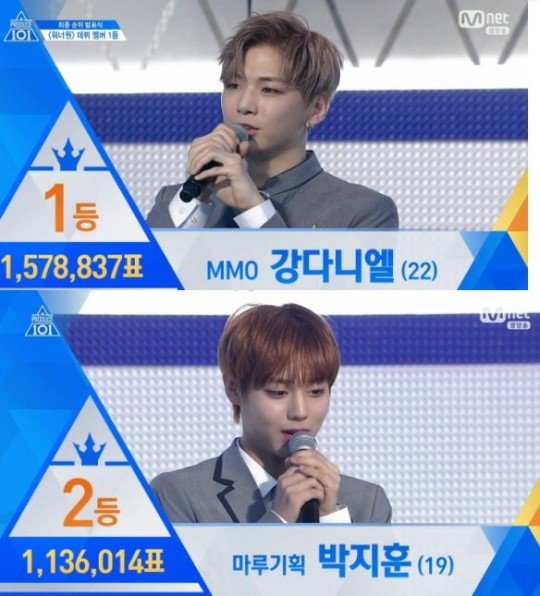 PRODUCE
101
최종 순위 발표식
<워너원> 데뷔 멤버 1등
Mnet
생방송
1등
1,578,837표
MMO 강다니엘 (22)
PRODUCE
101
Mnet
생방송
2등
1,136,014표
마루기획 박지훈 (19)